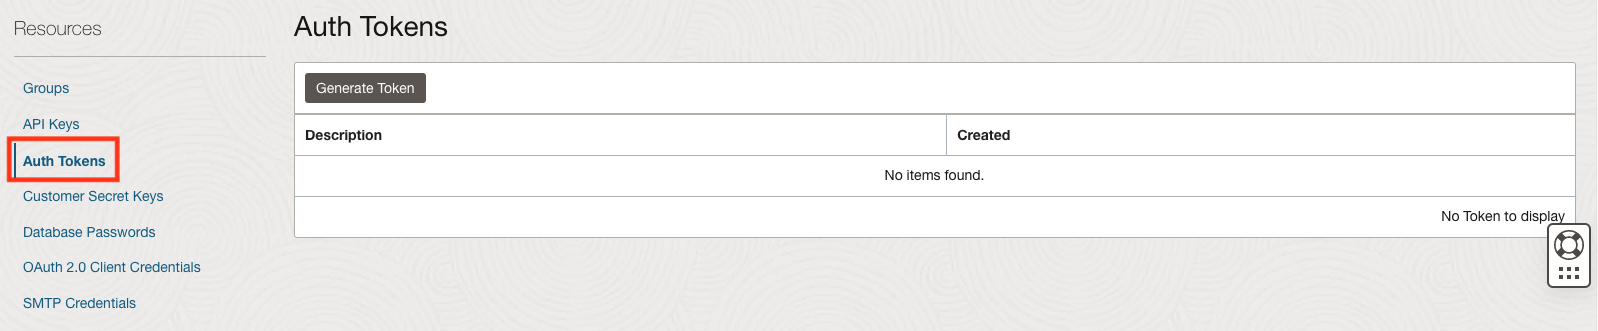 Resources
Groups
API Keys
Auth Tokens
Customer Secret Keys
Database Passwords
OAuth 2.0 Client Credentials
SMTP Credentials
Auth Tokens
Generate Token
Description Created
No items found.
No Token to display